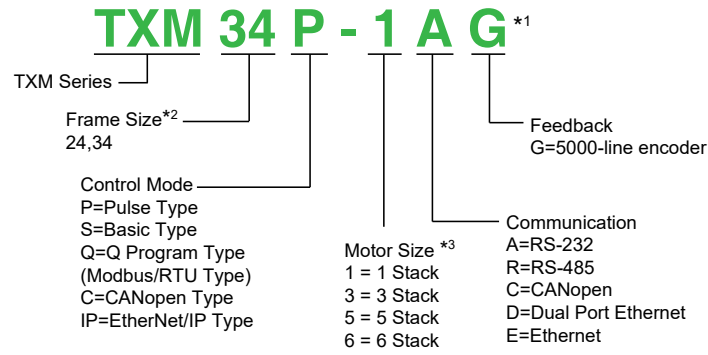 TXM 34 P - 1 A G *1
TXM Series
Frame Size*2
24,34
Control Mode
P=Pulse Type
S=Basic Type
Q=Q Program Type
(Modbus/RTU Type)
C=CANopen Type
IP=EtherNet/IP Type
Motor Size *3
1 = 1 Stack
3 = 3 Stack
5 = 5 Stack
6 = 6 Stack
Communication
A=RS-232
R=RS-485
C=CANopen
D=Dual Port Ethernet
E=Ethernet
Feedback
G=5000-line encoder